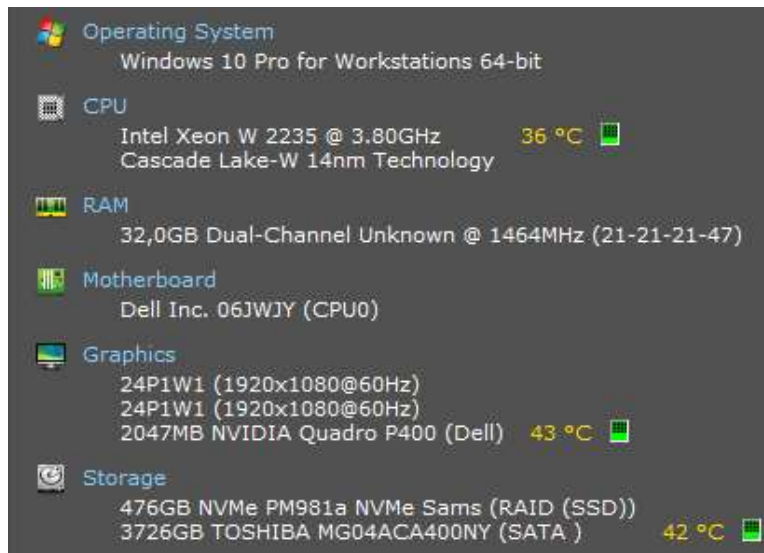 Operating System
Windows 10 Pro for Workstations 64-bit
CPU
Intel Xeon W 2235 @ 3.80GHz 36 °C
Cascade Lake-W 14nm Technology
RAM
32,0GB Dual-Channel Unknown @ 1464MHz (21-21-21-47)
Motherboard
Dell Inc. 06JWJY (CPU0)
Graphics
24P1W1 (1920x1080@60Hz)
24P1W1 (1920x1080@60Hz)
2047MB NVIDIA Quadro P400 (Dell) 43 °C
Storage
476GB NVMe PM981a NVMe Sams (RAID (SSD))
3726GB TOSHIBA MG04ACA400NY (SATA ) 42 °C